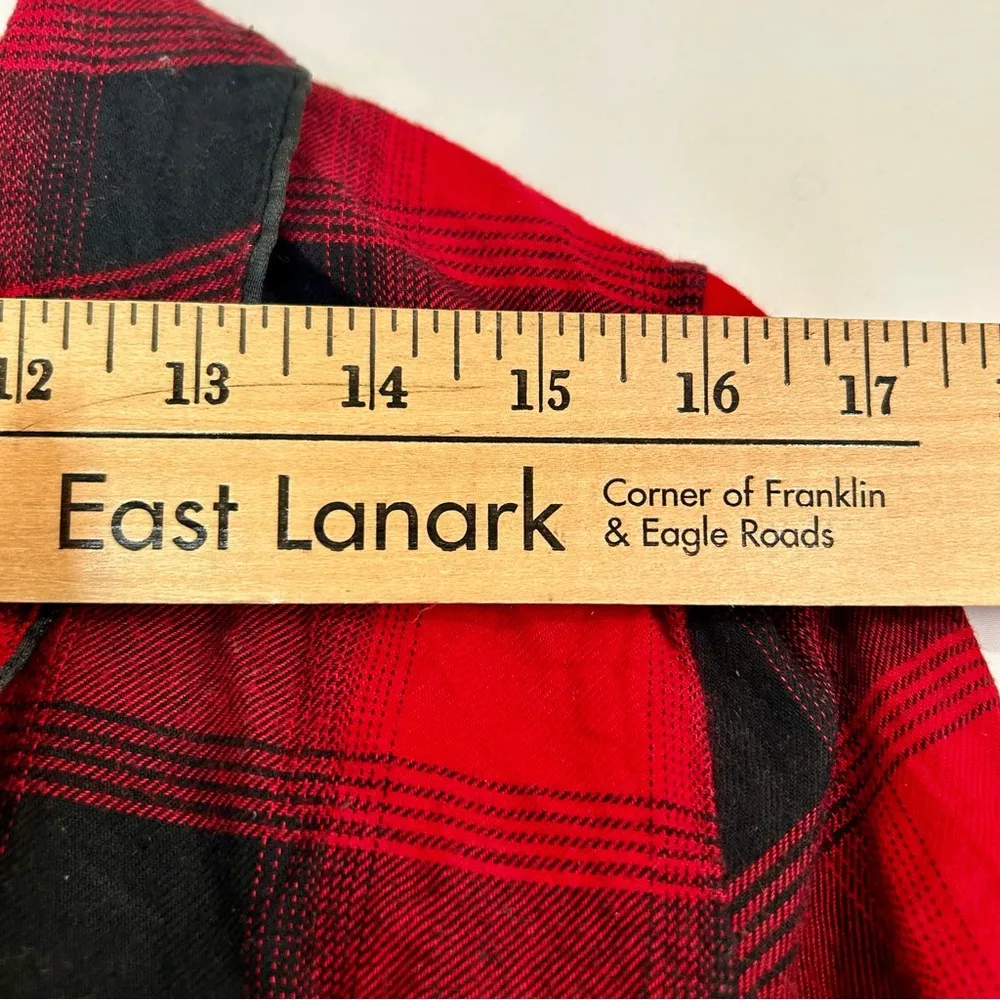 12 13 14 15 16 17
East Lanark
Corner of Franklin
& Eagle Roads